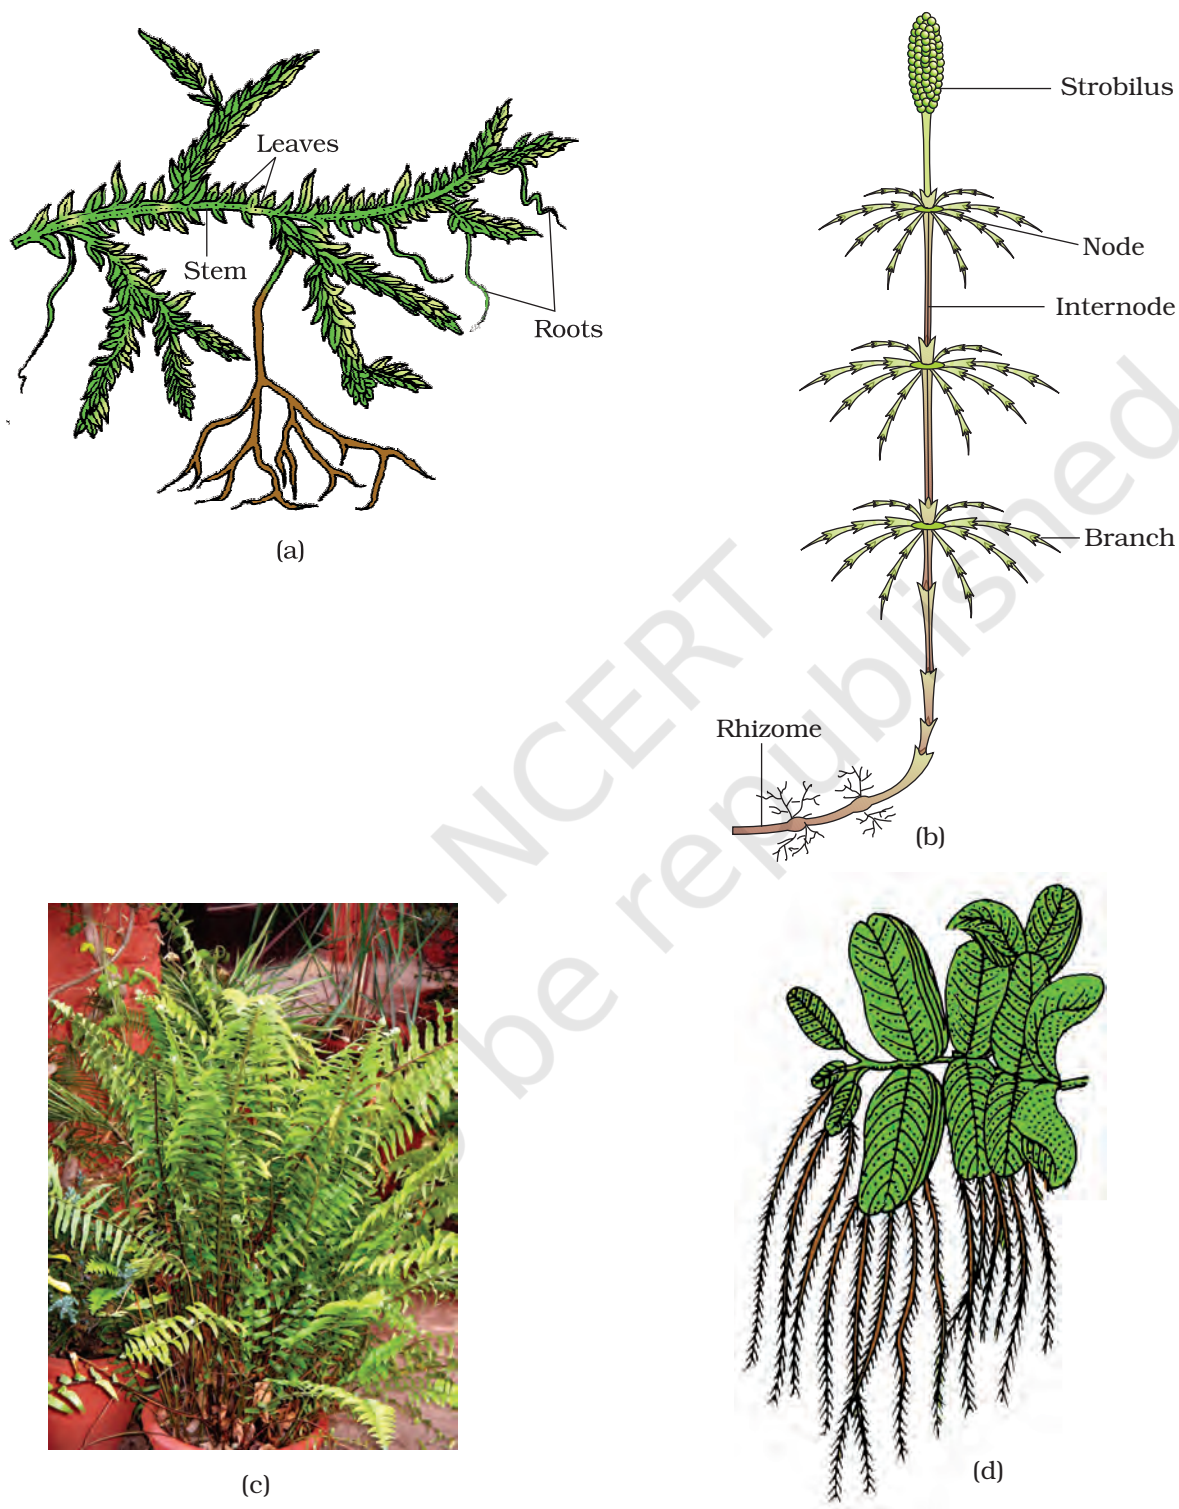 Strobilus
Leaves
Node
Stem
Internode
Roots
Branch
(a)
Rhizome
(b)
NCERT
be republished
(c)
(d)